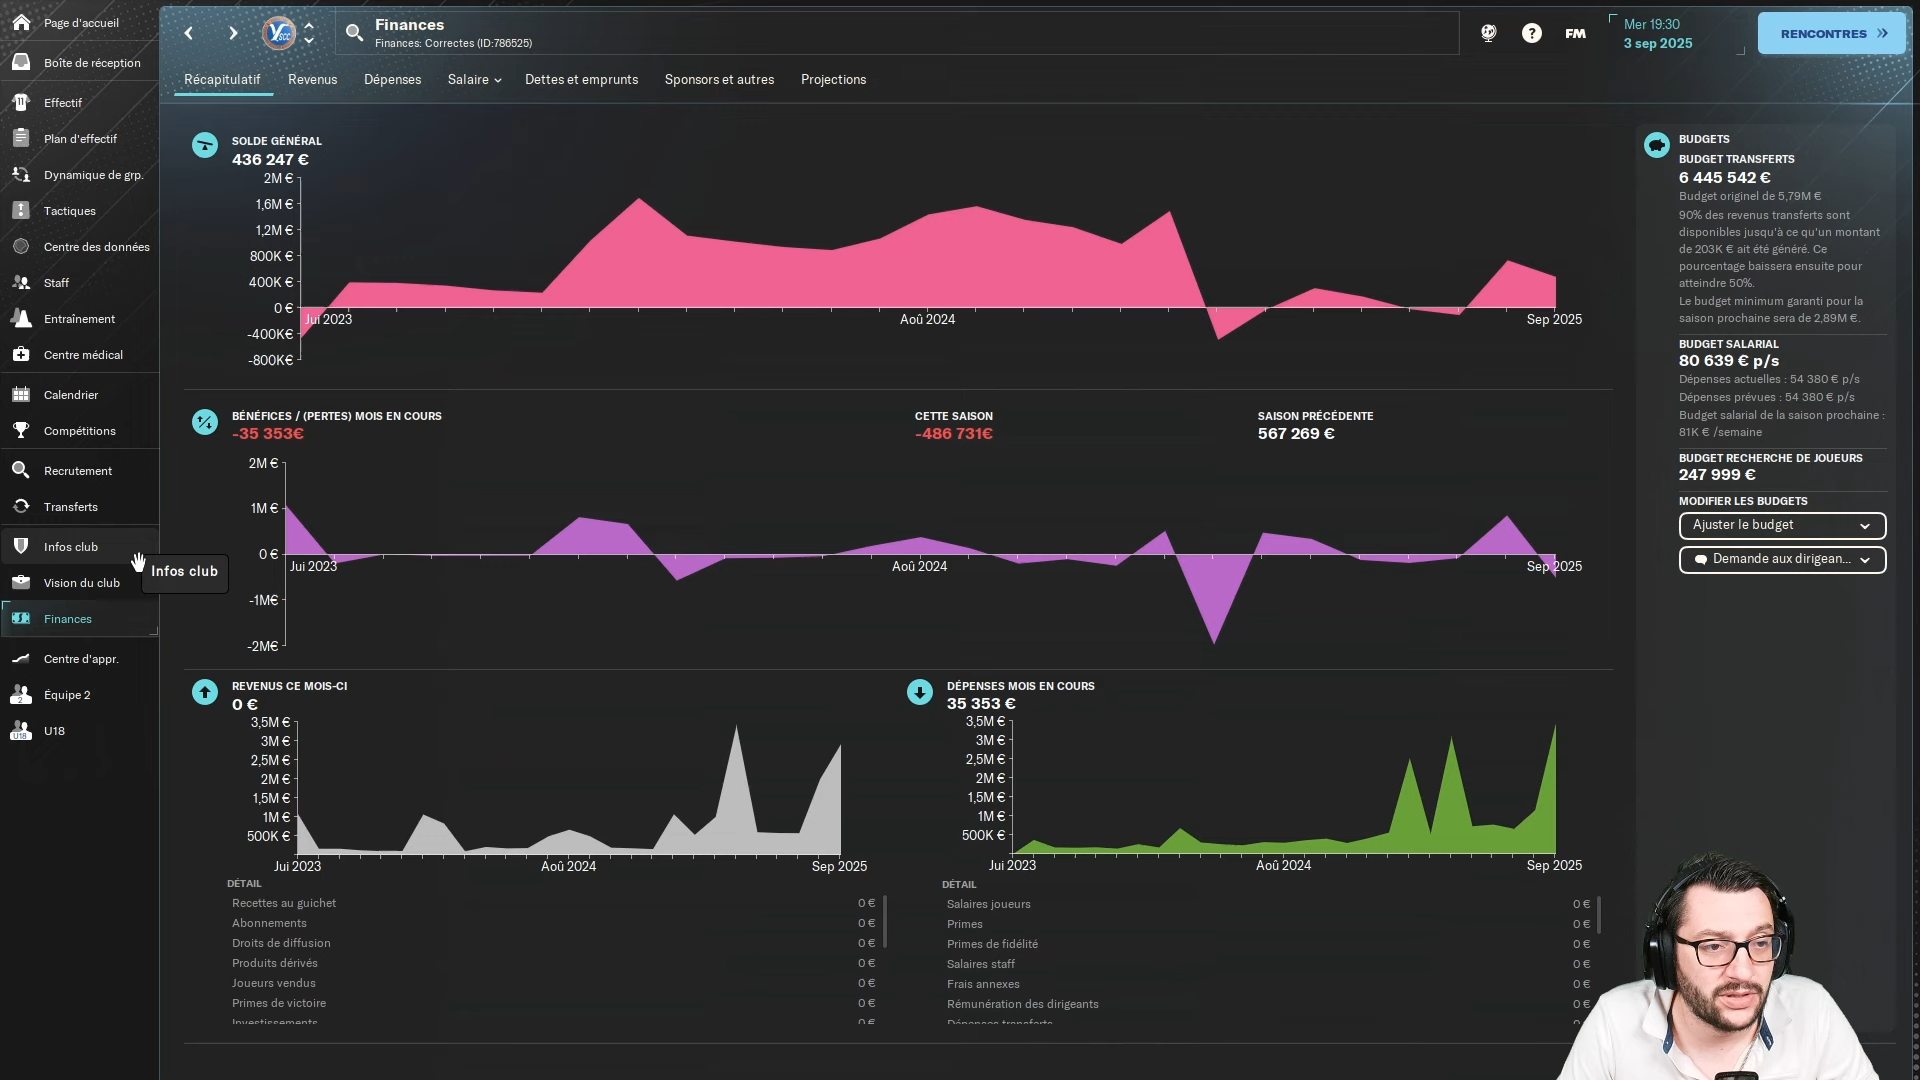 Page d'accueil
Boîte de réception
Effectif
Plan d'effectif
Dynamique de grp.
Tactiques
Centre des données
Staff
Entraînement
Centre médical
Calendrier
Compétitions
Recrutement
Transferts
Infos club
Infos club
Vision du club
Finances
Centre d'appr.
Équipe 2
U18
Finances
Finances: Correctes (ID:786525)
FM
Mer 19:30
3 sep 2025
RENCONTRES
Récapitulatif
Revenus
Dépenses
Salaire
Dettes et emprunts
Sponsors et autres
Projections
SOLDE GÉNÉRAL
436 247 €
2M €
1,6M €
1,2M €
800K €
400K €
0 €
-400K€
-800K€
Jui 2023
Aoû 2024
Sep 2025
BÉNÉFICES / (PERTES) MOIS EN COURS
-35 353€
CETTE SAISON
-486 731€
SAISON PRÉCÉDENTE
567 269 €
2M €
1M €
0 €
-1M€
-2M€
Jui 2023
Aoû 2024
Sep 2025
REVENUS CE MOIS-CI
0 €
3,5M €
3M €
2,5M €
2M €
1,5M €
1M €
500K €
Jui 2023
Aoû 2024
Sep 2025
DÉTAIL
Recettes au guichet 0 €
Abonnements 0 €
Droits de diffusion 0 €
Produits dérivés 0 €
Joueurs vendus 0 €
Primes de victoire 0 €
Investissements 0 €
DÉPENSES MOIS EN COURS
35 353 €
3,5M €
3M €
2,5M €
2M €
1,5M €
1M €
500K €
Jui 2023
Aoû 2024
Sep 2025
DÉTAIL
Salaires joueurs 0 €
Primes 0 €
Primes de fidélité 0 €
Salaires staff 0 €
Frais annexes 0 €
Rémunération des dirigeants 0 €
Dépenses transferts
BUDGETS
BUDGET TRANSFERTS
6 445 542 €
Budget originel de 5,79M €
90% des revenus transferts sont
disponibles jusqu'à ce qu'un montant
de 203K € ait été généré. Ce
pourcentage baissera ensuite pour
atteindre 50%.
Le budget minimum garanti pour la
saison prochaine sera de 2,89M €.
BUDGET SALARIAL
80 639 € p/s
Dépenses actuelles : 54 380 € p/s
Dépenses prévues : 54 380 € p/s
Budget salarial de la saison prochaine :
81K € /semaine
BUDGET RECHERCHE DE JOUEURS
247 999 €
MODIFIER LES BUDGETS
Ajuster le budget
Demande aux dirigean...